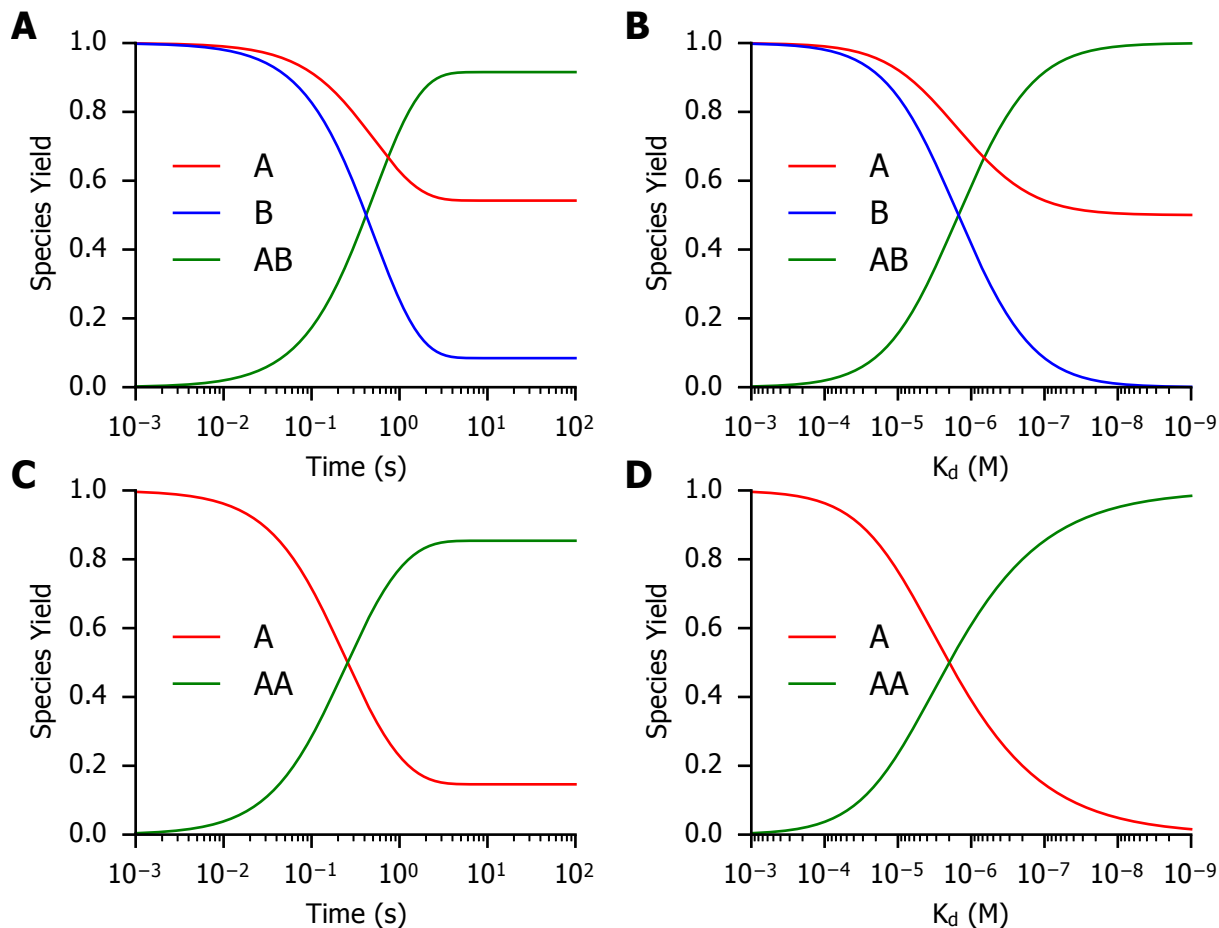 A
Species Yield
1.0
0.8
0.6
0.4
0.2
0.0
A
B
AB
10⁻³ 10⁻² 10⁻¹ 10⁰ 10¹ 10²
Time (s)
B
Species Yield
1.0
0.8
0.6
0.4
0.2
0.0
A
B
AB
10⁻³ 10⁻⁴ 10⁻⁵ 10⁻⁶ 10⁻⁷ 10⁻⁸ 10⁻⁹
K_d (M)
C
Species Yield
1.0
0.8
0.6
0.4
0.2
0.0
A
AA
10⁻³ 10⁻² 10⁻¹ 10⁰ 10¹ 10²
Time (s)
D
Species Yield
1.0
0.8
0.6
0.4
0.2
0.0
A
AA
10⁻³ 10⁻⁴ 10⁻⁵ 10⁻⁶ 10⁻⁷ 10⁻⁸ 10⁻⁹
K_d (M)